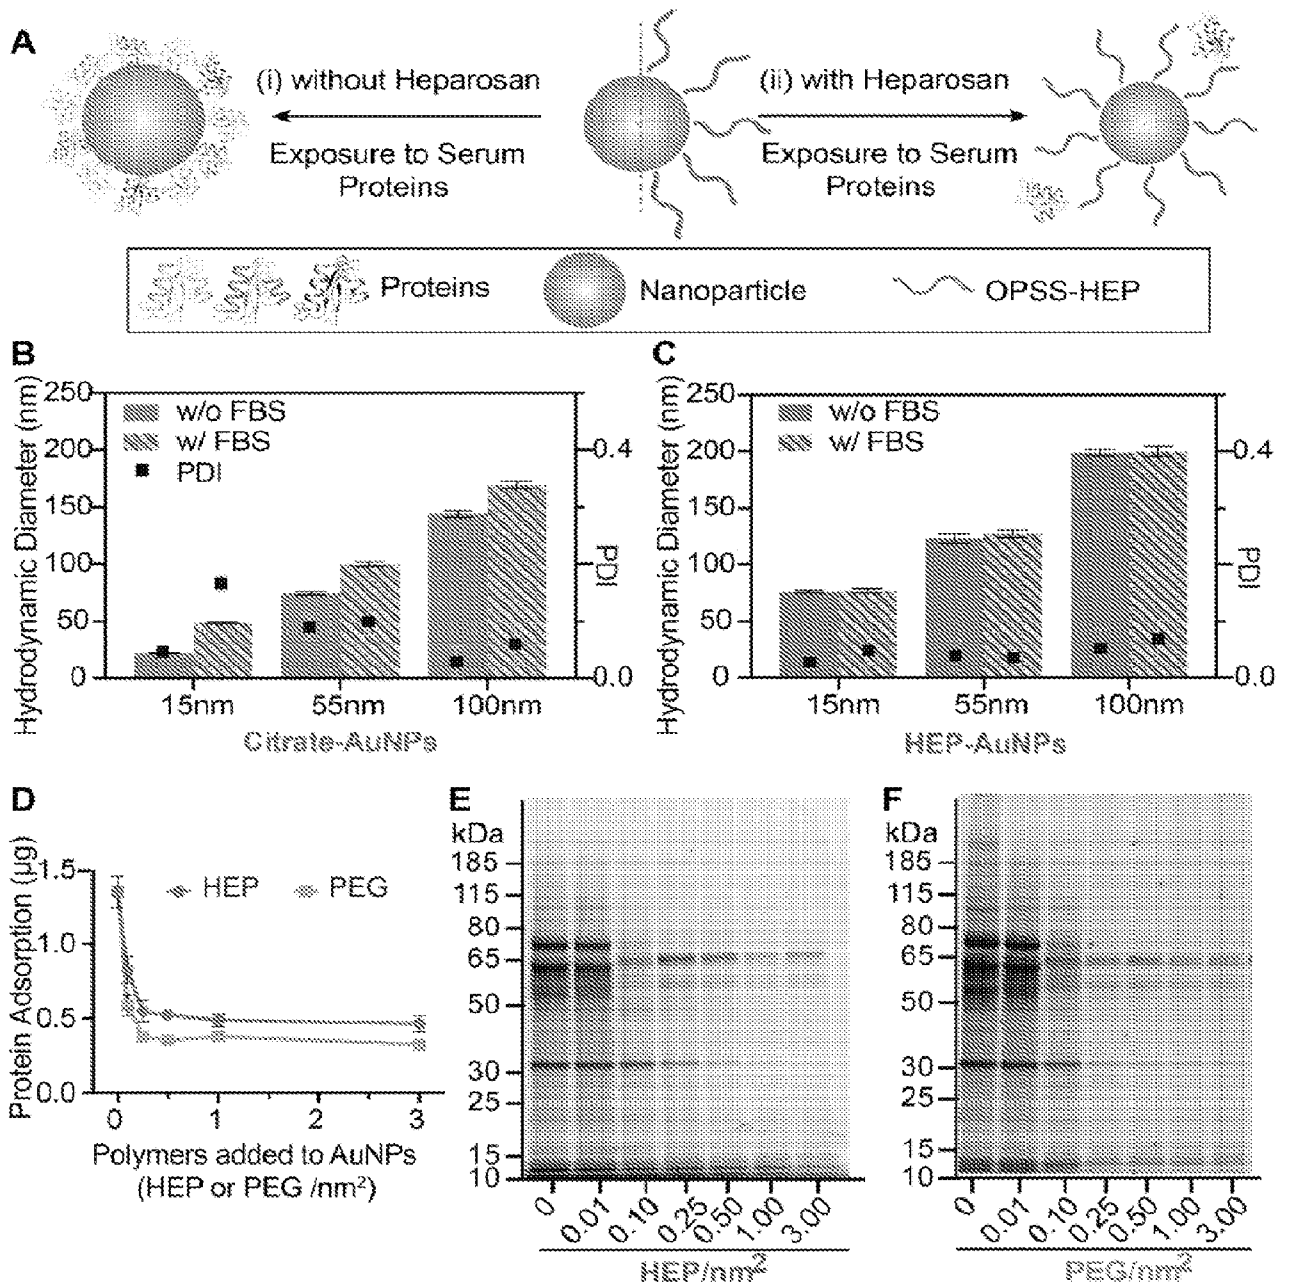 A
(i) without Heparosan
Exposure to Serum
Proteins
(ii) with Heparosan
Exposure to Serum
Proteins
Proteins
Nanoparticle
OPSS-HEP
B
Hydrodynamic Diameter (nm)
250
200
150
100
50
0
w/o FBS
w/ FBS
PDI
0.4
0.0
PDI
15nm
55nm
100nm
Citrate-AuNPs
C
Hydrodynamic Diameter (nm)
250
200
150
100
50
0
w/o FBS
w/ FBS
0.4
0.0
PDI
15nm
55nm
100nm
HEP-AuNPs
D
Protein Adsorption (µg)
1.5
1.0
0.5
0.0
HEP
PEG
0
1
2
3
Polymers added to AuNPs
(HEP or PEG /nm²)
E
kDa
185
115
80
65
50
30
25
15
10
0
0.01
0.10
0.25
0.50
1.00
3.00
HEP/nm²
F
kDa
185
115
80
65
50
30
25
15
10
0
0.01
0.10
0.25
0.50
1.00
3.00
PEG/nm²